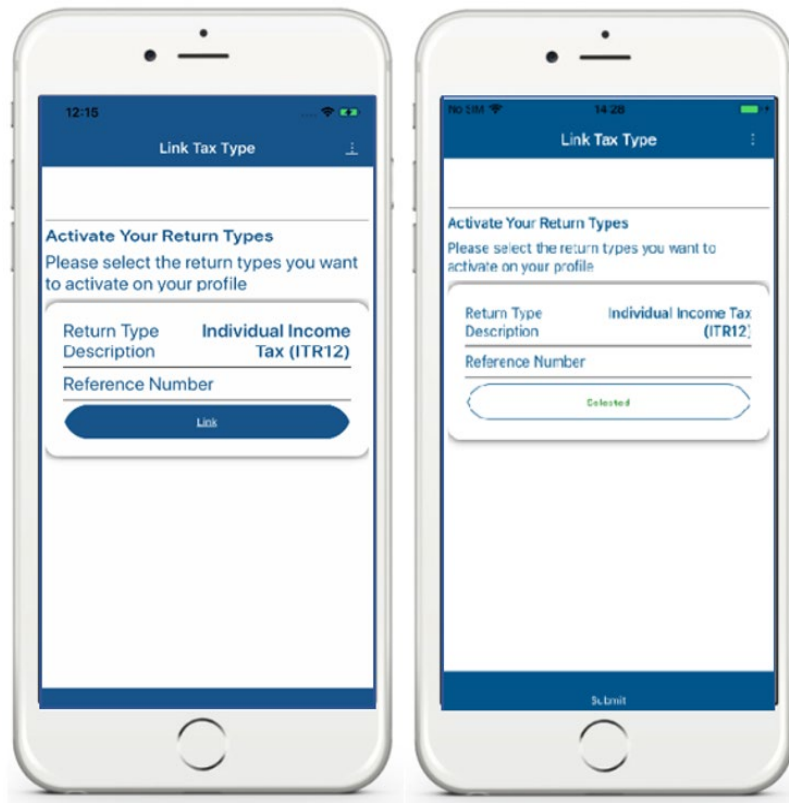 12:15
Link Tax Type
Activate Your Return Types
Please select the return types you want
to activate on your profile
Return Type
Description
Individual Income
Tax (ITR12)
Reference Number
Link
No SIM
14:28
Link Tax Type
Activate Your Return Types
Please select the return types you want to
activate on your profile
Return Type
Description
Individual Income Tax
(ITR12)
Reference Number
Selected
Submit